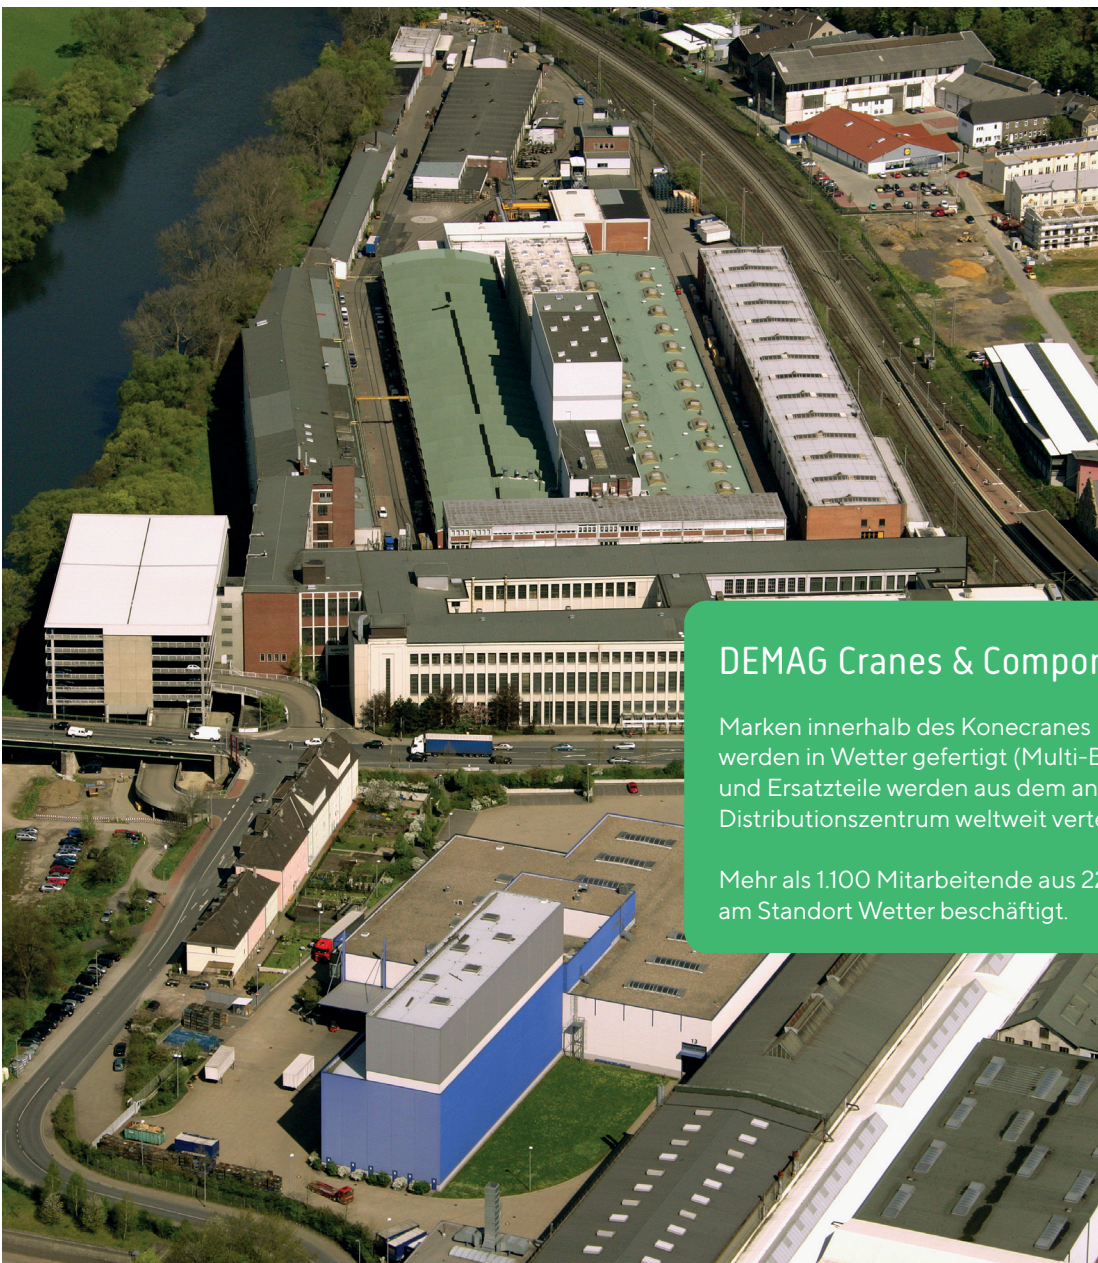 DEMAG Cranes &
Marken innerhalb des Konecranes
werden in Wetter gefertigt
und Ersatzteile werden aus dem
Distributionszentrum weltweit
Mehr als 1.100 Mitarbeitende aus
am Standort Wetter beschäftigt.
13